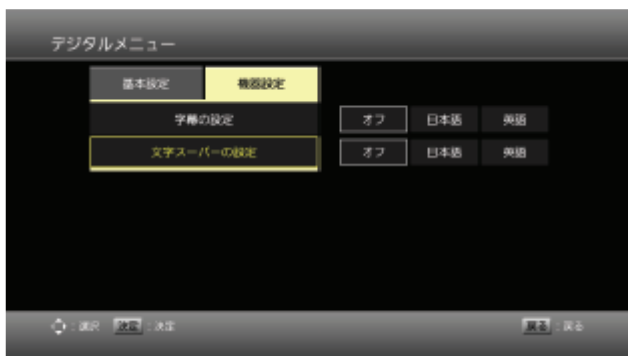 デジタルメニュー
基本設定 機器設定
字幕の設定 オフ 日本語 英語
文字スーパーの設定 オフ 日本語 英語
：選択 決定：決定 戻る：戻る